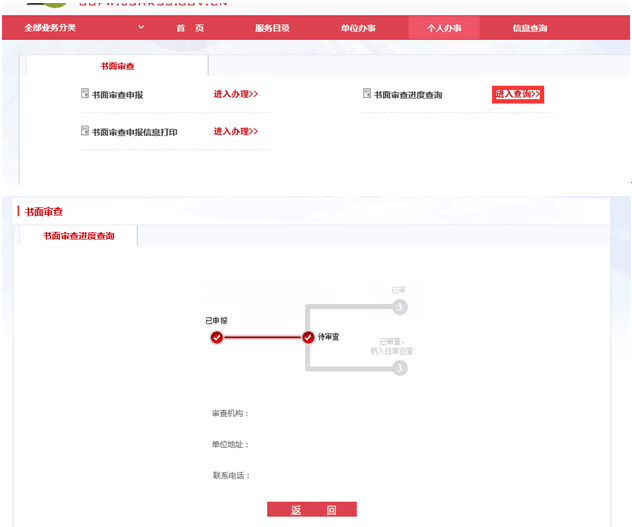 全部业务分类 首 页 服务目录 单位办事 个人办事 信息查询
书面审查
书面审查申报 进入办理>> 书面审查进度查询 进入查询>>
书面审查申报信息打印 进入办理>>
书面审查
书面审查进度查询
已审
3
已申报
待审查
已审查，
纳入日常巡查
3
审查机构：
单位地址：
联系电话：
返 回